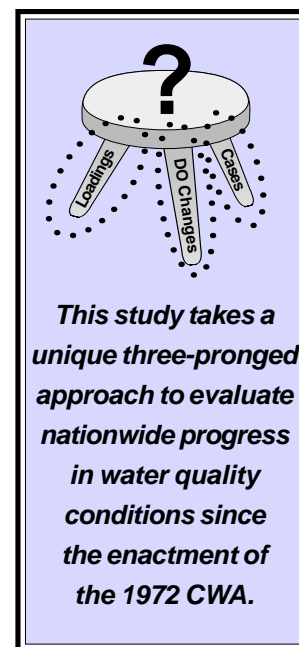 ?
Loadings
DO Changes
Cases
This study takes a
unique three-pronged
approach to evaluate
nationwide progress
in water quality
conditions since
the enactment of
the 1972 CWA.